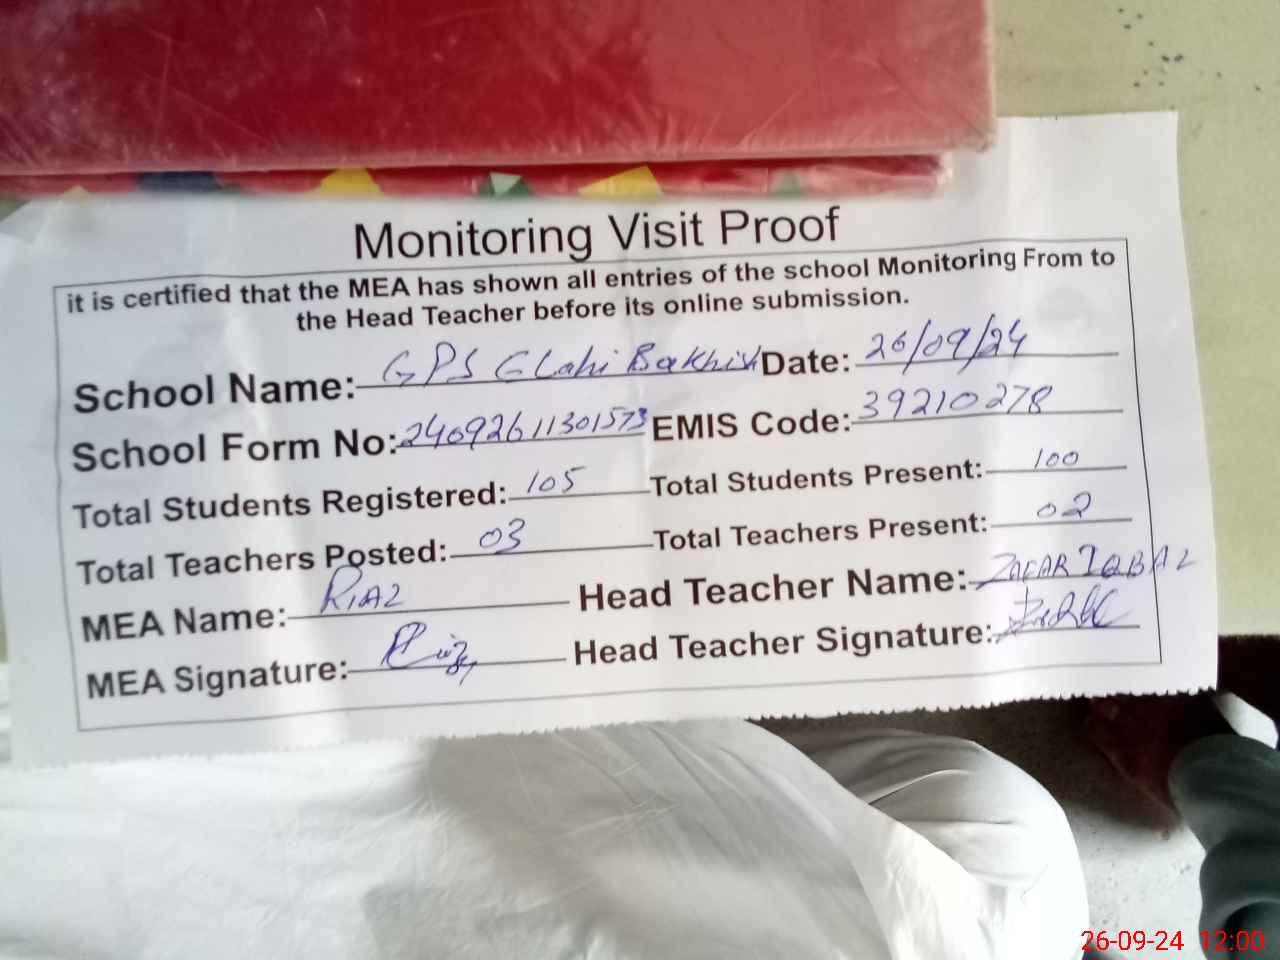 Monitoring Visit Proof
it is certified that the MEA has shown all entries of the school Monitoring From to
the Head Teacher before its online submission.
School Name: GPS Elahi Bakhsh Date: 26/09/24
School Form No: 24092611301573 EMIS Code: 39210278
Total Students Registered: 105 Total Students Present: 100
Total Teachers Posted: 03 Total Teachers Present: 02
MEA Name: RIAZ Head Teacher Name: ZAFAR IQBAL
MEA Signature: Riaz Head Teacher Signature:
26-09-24 12:00